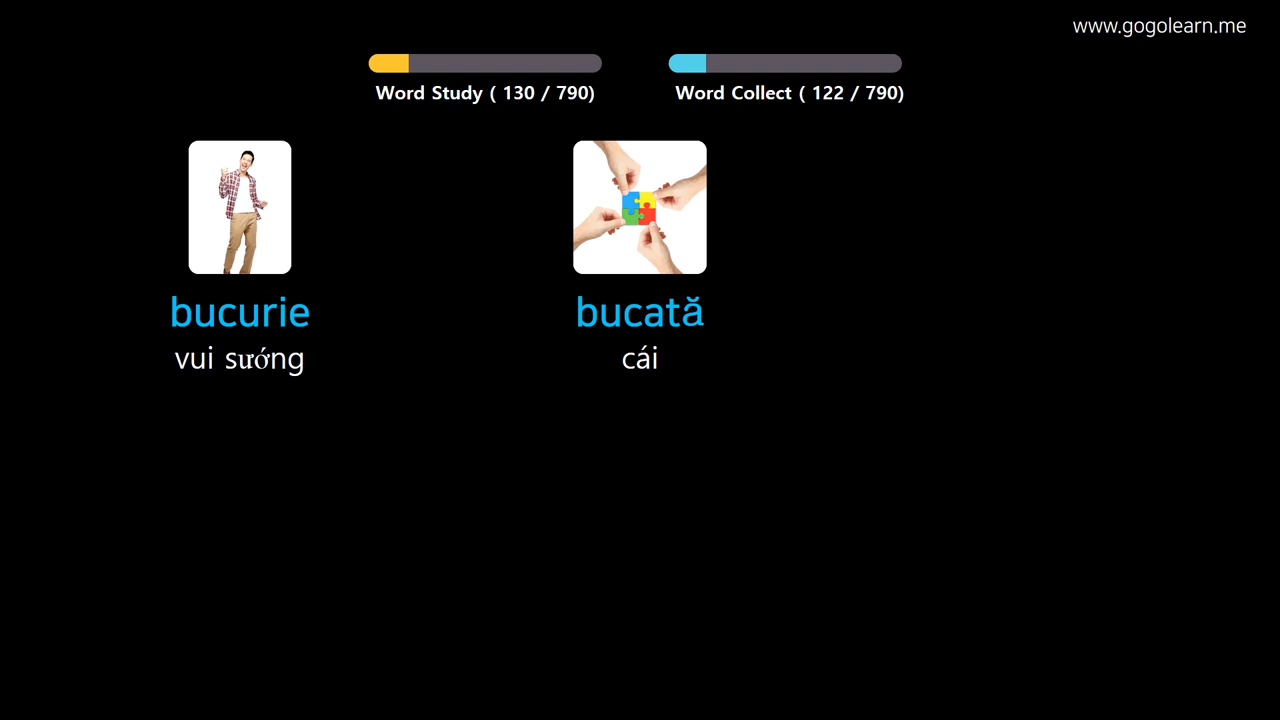 www.gogolearn.me
Word Study ( 130 / 790)
Word Collect ( 122 / 790)
bucurie
vui sướng
bucată
cái